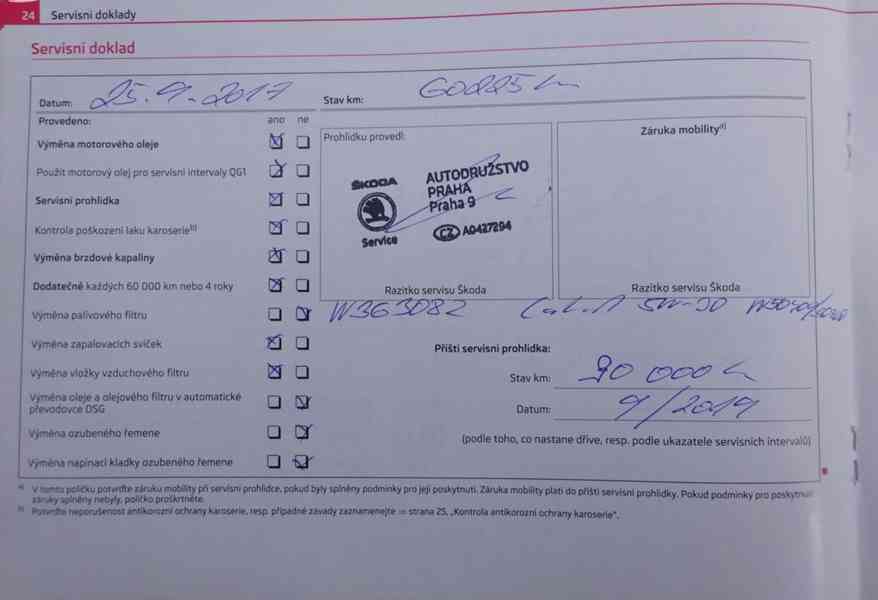 24 Servisní doklady
Servisní doklad
Datum: 25.9.2017
Stav km: 60225 km
Provedeno: ano ne
Výměna motorového oleje
Použit motorový olej pro servisní intervaly QG1
Servisní prohlídka
Kontrola poškození laku karoserie b)
Výměna brzdové kapaliny
Dodatečně každých 60 000 km nebo 4 roky
Výměna palivového filtru
Výměna zapalovacích svíček
Výměna vložky vzduchového filtru
Výměna oleje a olejového filtru v automatické
převodovce DSG
Výměna ozubeného řemene
Výměna napínací kladky ozubeného řemene
Prohlídku provedl:
ŠKODA
Service
AUTODRUŽSTVO
PRAHA
Praha 9
CZ A0427294
Razítko servisu Škoda
Záruka mobility a)
Razítko servisu Škoda
W363082
Příští servisní prohlídka:
Stav km: 90 000 km
Datum: 9/2019
(podle toho, co nastane dříve, resp. podle ukazatele servisních intervalů)
a) V tomto políčku potvrďte záruku mobility při servisní prohlídce, pokud byly splněny podmínky pro její poskytnutí. Záruka mobility platí do příští servisní prohlídky. Pokud podmínky pro poskytnutí
záruky splněny nebyly, políčko proškrtněte.
b) Potvrďte neporušenost antikorozní ochrany karoserie, resp. případné závady zaznamenejte ⇒ strana 25, „Kontrola antikorozní ochrany karoserie".